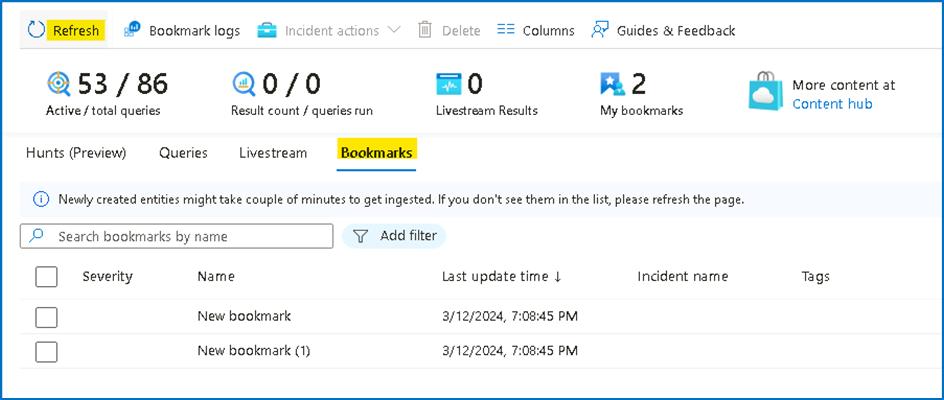 Refresh Bookmark logs Incident actions Delete Columns Guides & Feedback
53 / 86 0 / 0 0 2 More content at
Active / total queries Result count / queries run Livestream Results My bookmarks Content hub
Hunts (Preview) Queries Livestream Bookmarks
Newly created entities might take couple of minutes to get ingested. If you don't see them in the list, please refresh the page.
Search bookmarks by name Add filter
Severity Name Last update time ↓ Incident name Tags
New bookmark 3/12/2024, 7:08:45 PM
New bookmark (1) 3/12/2024, 7:08:45 PM